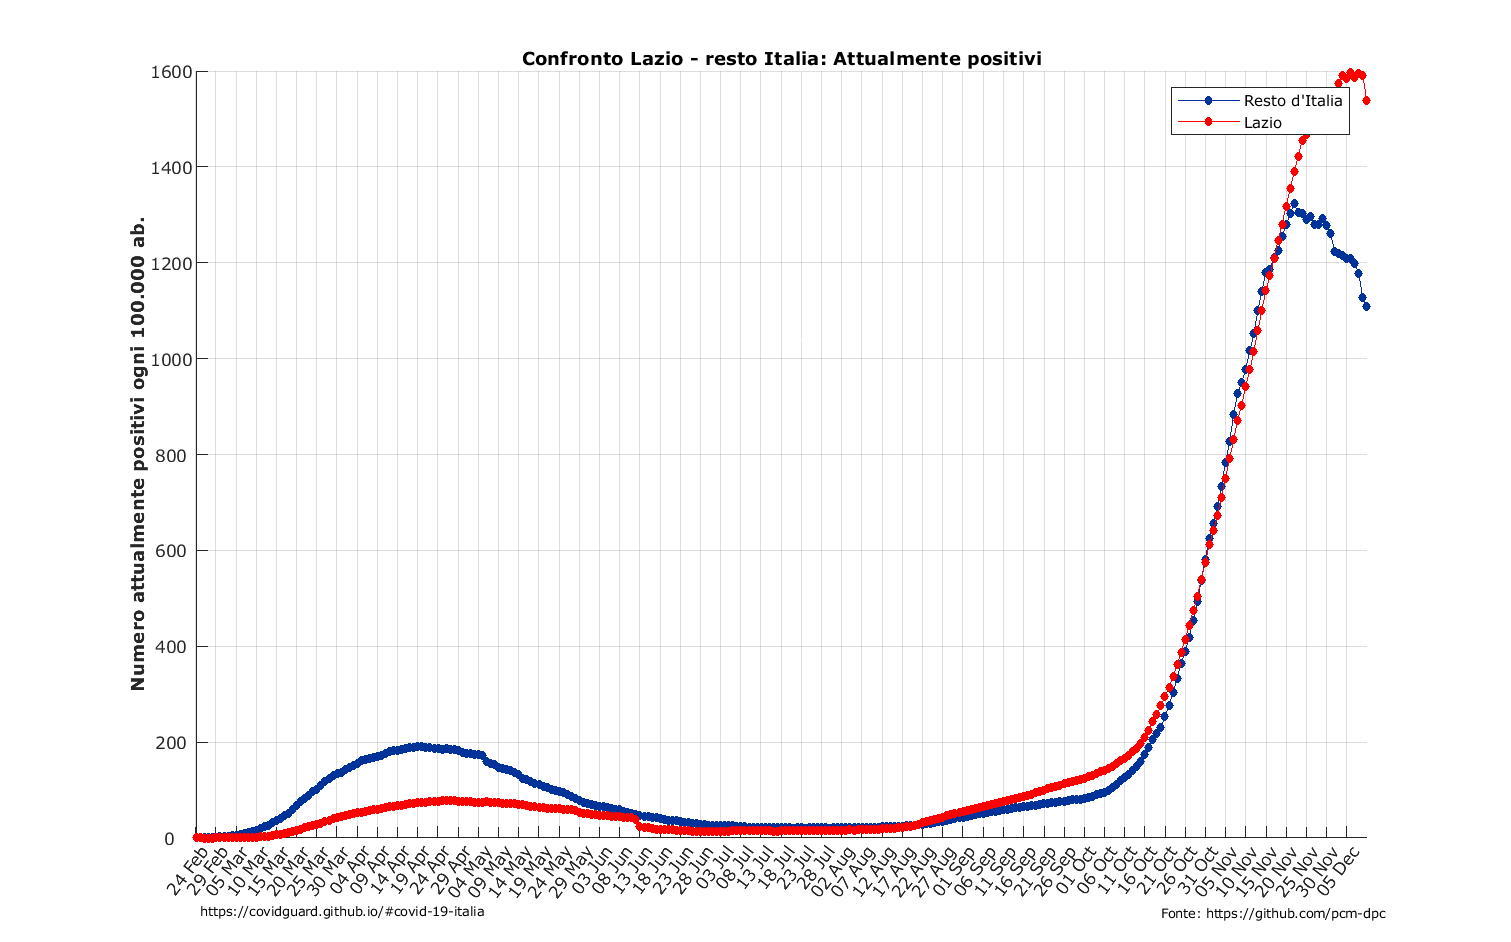 Confronto Lazio - resto Italia: Attualmente positivi
Numero attualmente positivi ogni 100.000 ab.
1600
1400
1200
1000
800
600
400
200
0
Resto d'Italia
Lazio
24 Feb
29 Feb
05 Mar
10 Mar
15 Mar
20 Mar
25 Mar
30 Mar
04 Apr
09 Apr
14 Apr
19 Apr
24 Apr
29 Apr
04 May
09 May
14 May
19 May
24 May
29 May
03 Jun
08 Jun
13 Jun
18 Jun
23 Jun
28 Jun
03 Jul
08 Jul
13 Jul
18 Jul
23 Jul
28 Jul
02 Aug
07 Aug
12 Aug
17 Aug
22 Aug
27 Aug
01 Sep
06 Sep
11 Sep
16 Sep
21 Sep
26 Sep
01 Oct
06 Oct
11 Oct
16 Oct
21 Oct
26 Oct
31 Oct
05 Nov
10 Nov
15 Nov
20 Nov
25 Nov
30 Nov
05 Dec
https://covidguard.github.io/#covid-19-italia
Fonte: https://github.com/pcm-dpc